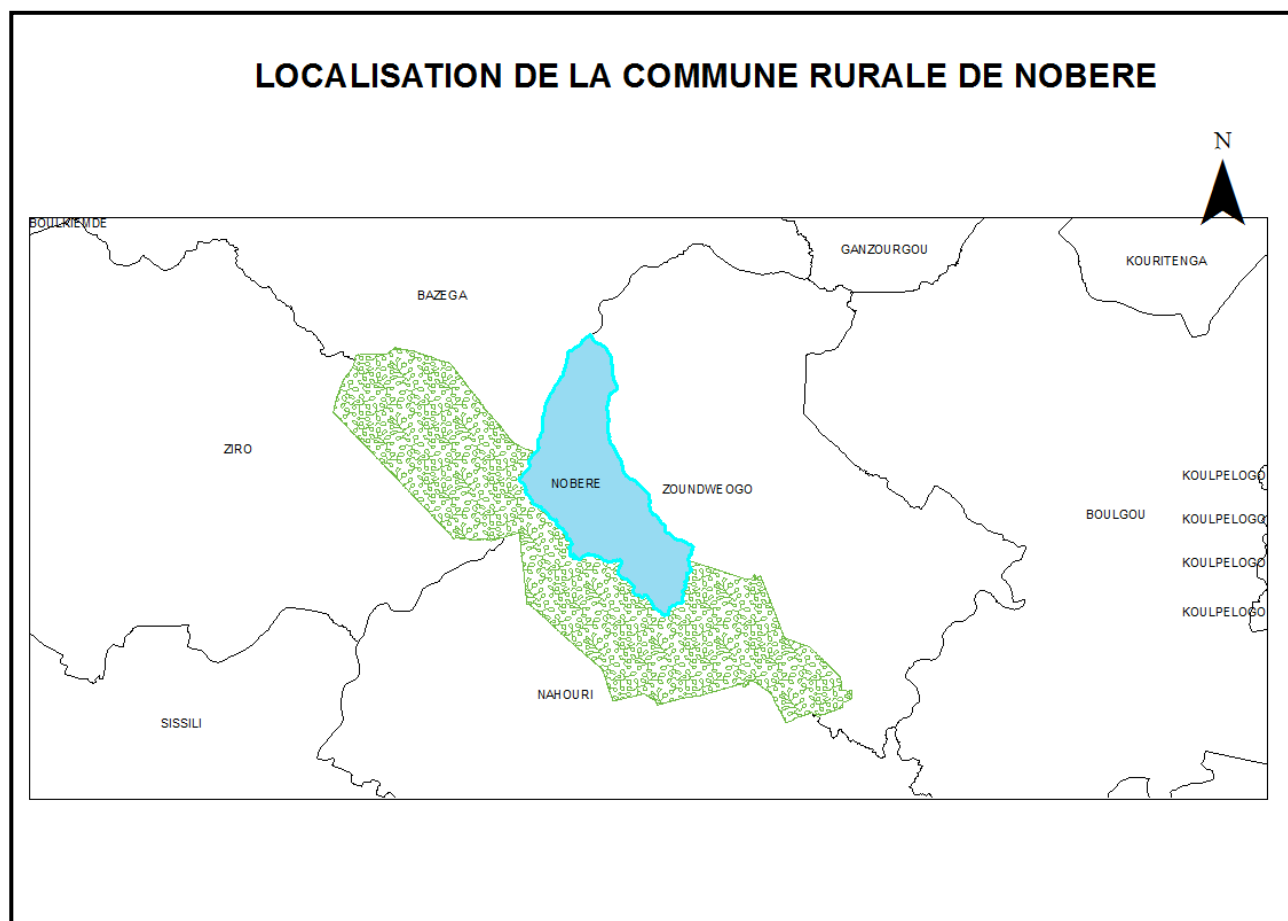 LOCALISATION DE LA COMMUNE RURALE DE NOBERE
N
BOULKIEMDE
GANZOURGOU
KOURITENGA
BAZEGA
ZIRO
NOBERE
ZOUNDWEOGO
KOULPELOGO
BOULGOU
KOULPELOGO
KOULPELOGO
KOULPELOGO
NAHOURI
SISSILI